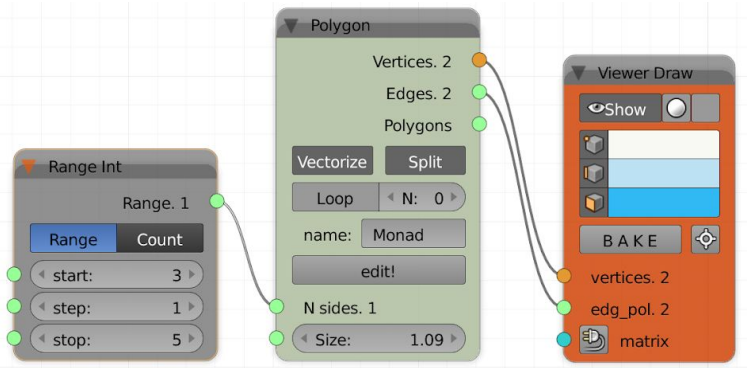 Polygon
Vertices. 2
Edges. 2
Polygons
Vectorize Split
Loop N: 0
name: Monad
edit!
N sides. 1
Size: 1.09
Range Int
Range. 1
Range Count
start: 3
step: 1
stop: 5
Viewer Draw
Show
BAKE
vertices. 2
edg_pol. 2
matrix